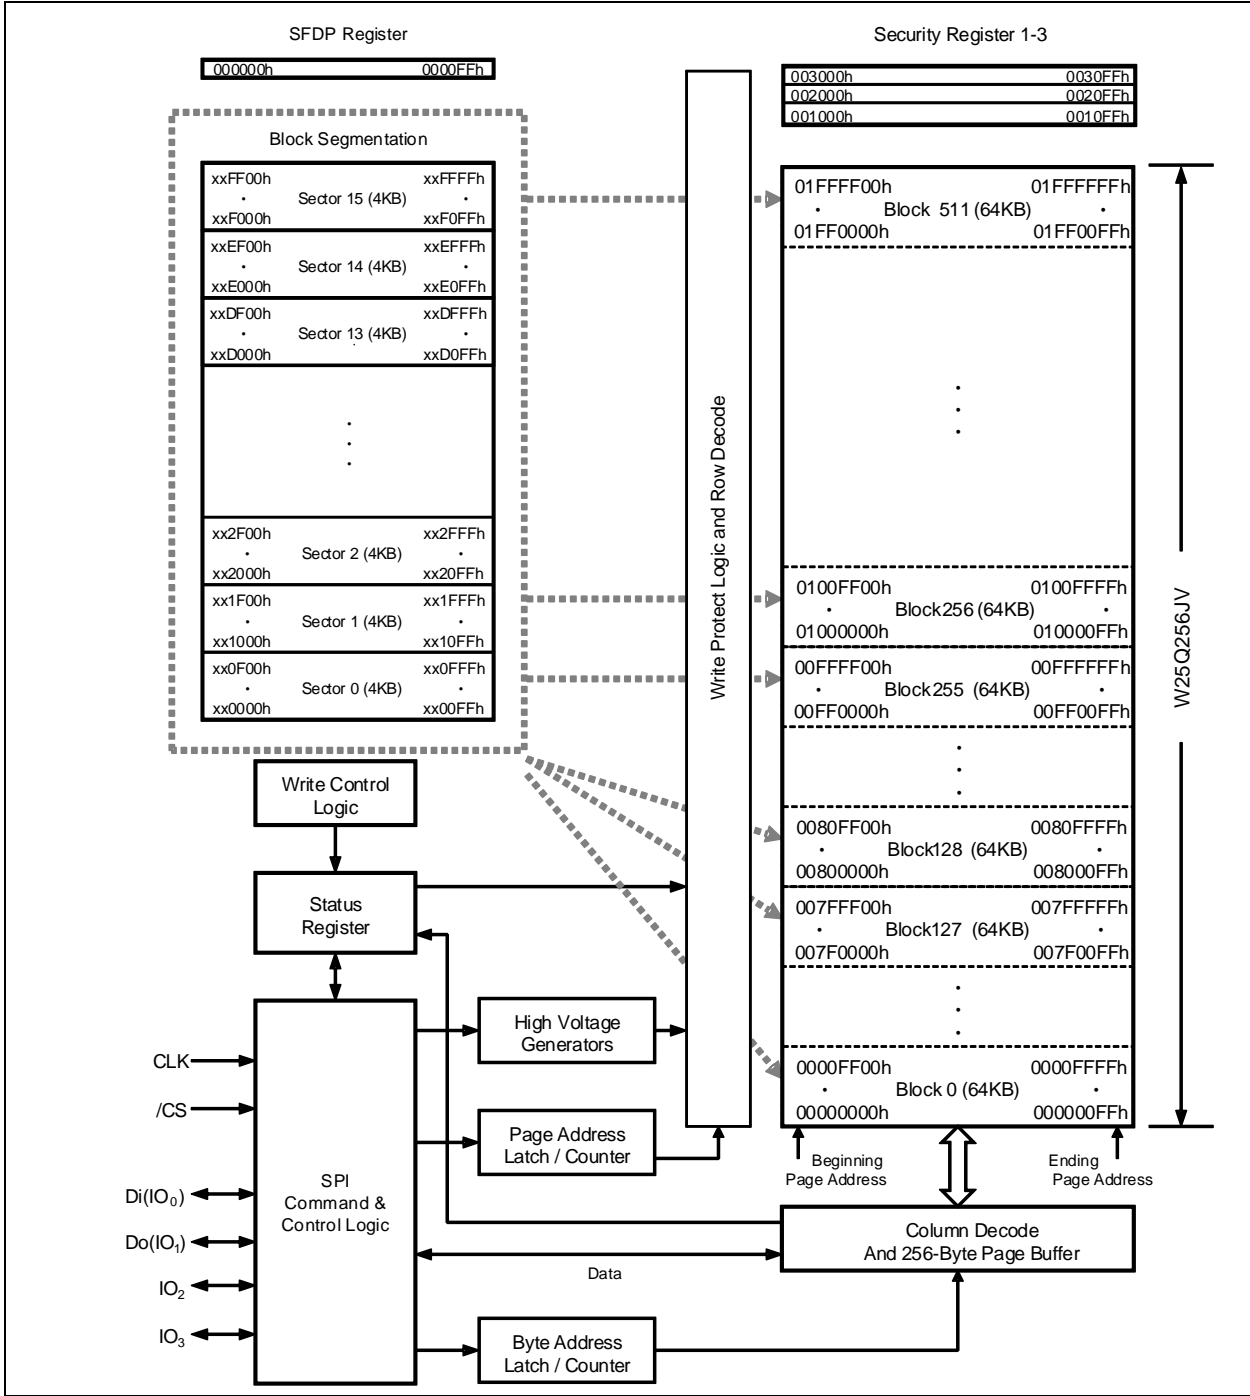 SFDP Register
000000h 0000FFh
Block Segmentation
xxFF00h xxFFFFh
Sector 15 (4KB)
xxF000h xxF0FFh
xxEF00h xxEFFFh
Sector 14 (4KB)
xxE000h xxE0FFh
xxDF00h xxDFFFh
Sector 13 (4KB)
xxD000h xxD0FFh
xx2F00h xx2FFFh
Sector 2 (4KB)
xx2000h xx20FFh
xx1F00h xx1FFFh
Sector 1 (4KB)
xx1000h xx10FFh
xx0F00h xx0FFFh
Sector 0 (4KB)
xx0000h xx00FFh
Write Protect Logic and Row Decode
Security Register 1-3
003000h 0030FFh
002000h 0020FFh
001000h 0010FFh
01FFFF00h 01FFFFFFh
Block 511 (64KB)
01FF0000h 01FF00FFh
0100FF00h 0100FFFFh
Block256 (64KB)
01000000h 010000FFh
00FFFF00h 00FFFFFFh
Block255 (64KB)
00FF0000h 00FF00FFh
0080FF00h 0080FFFFh
Block128 (64KB)
00800000h 008000FFh
007FFF00h 007FFFFFh
Block127 (64KB)
007F0000h 007F00FFh
0000FF00h 0000FFFFh
Block 0 (64KB)
00000000h 000000FFh
W25Q256JV
Beginning
Page Address
Ending
Page Address
Write Control
Logic
Status
Register
High Voltage
Generators
Page Address
Latch / Counter
SPI
Command &
Control Logic
CLK
/CS
Di(IO₀)
Do(IO₁)
IO₂
IO₃
Data
Column Decode
And 256-Byte Page Buffer
Byte Address
Latch / Counter